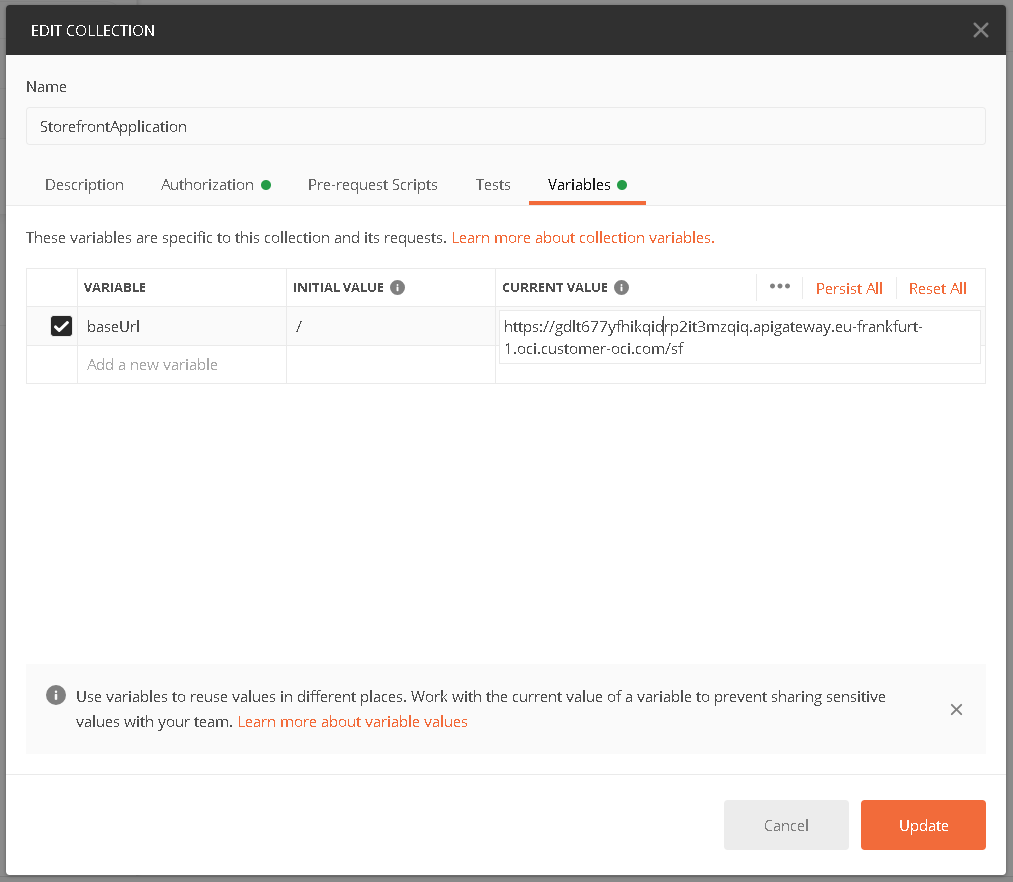 EDIT COLLECTION
Name
StorefrontApplication
Description Authorization Pre-request Scripts Tests Variables
These variables are specific to this collection and its requests. Learn more about collection variables.
VARIABLE INITIAL VALUE CURRENT VALUE Persist All Reset All
baseUrl / https://gdlt677yfhikqidrp2it3mzqiq.apigateway.eu-frankfurt-
1.oci.customer-oci.com/sf
Add a new variable
Use variables to reuse values in different places. Work with the current value of a variable to prevent sharing sensitive
values with your team. Learn more about variable values
Cancel Update